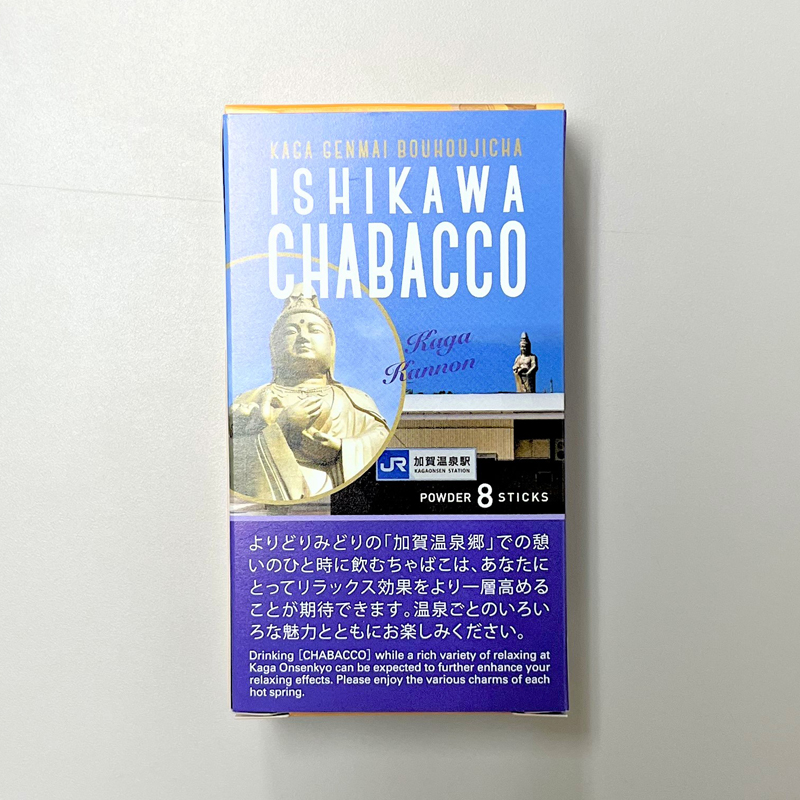 KAGA GENMAI BOUHOUJICHA
ISHIKAWA
CHABACCO
Kaga
Kannon
JR 加賀温泉駅
KAGAONSEN STATION
POWDER 8 STICKS
よりどりみどりの「加賀温泉郷」での憩
いのひと時に飲むちゃばこは、あなたに
とってリラックス効果をより一層高める
ことが期待できます。温泉ごとのいろい
ろな魅力とともにお楽しみください。
Drinking [CHABACCO] while a rich variety of relaxing at
Kaga Onsenkyo can be expected to further enhance your
relaxing effects. Please enjoy the various charms of each
hot spring.